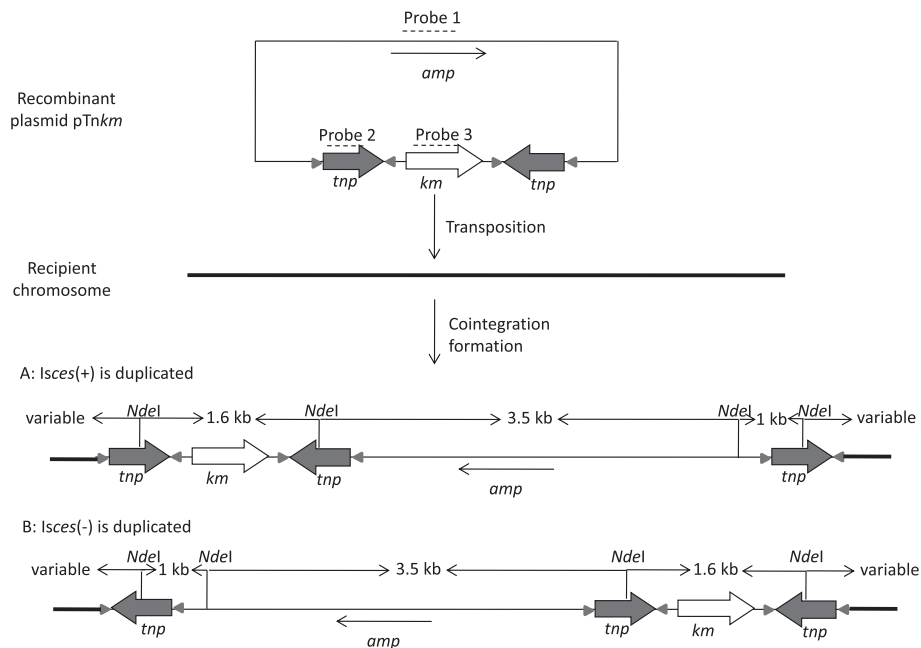 Probe 1
amp
Recombinant
plasmid pTnkm
Probe 2 Probe 3
tnp km tnp
Transposition
Recipient
chromosome
Cointegration
formation
A: Isces(+) is duplicated
variable NdeI 1.6 kb NdeI 3.5 kb NdeI 1 kb NdeI variable
tnp km tnp amp tnp
B: Isces(-) is duplicated
variable NdeI 1 kb NdeI 3.5 kb NdeI 1.6 kb NdeI variable
tnp amp tnp km tnp